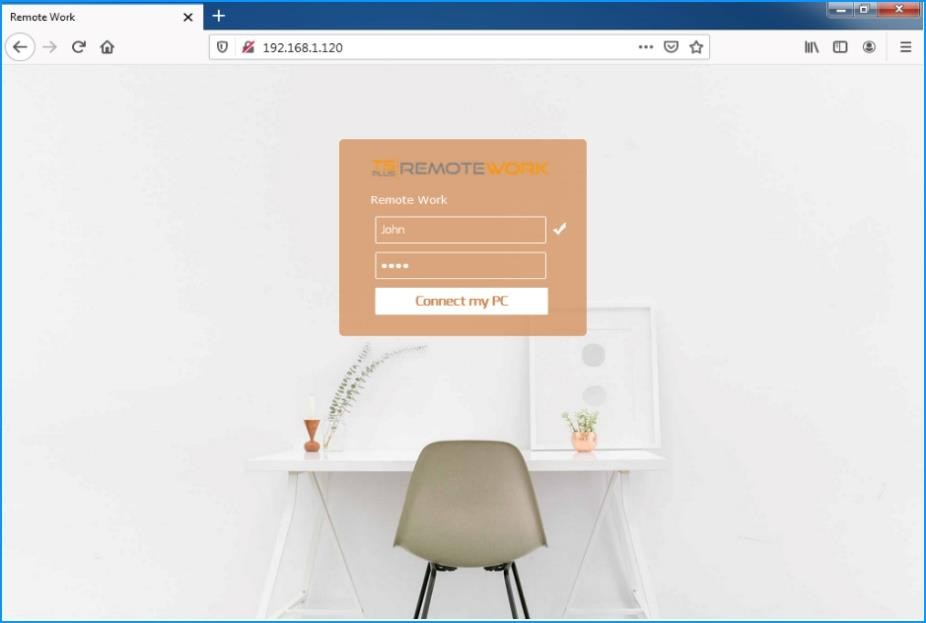 Remote Work
192.168.1.120
TS PLUS REMOTEWORK
Remote Work
John
••••
Connect my PC